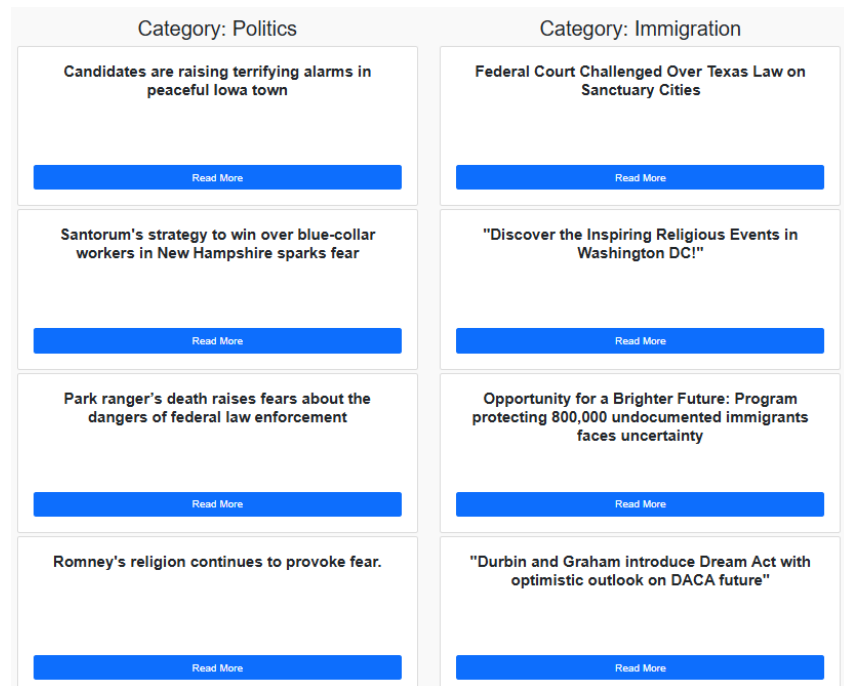 Category: Politics
Candidates are raising terrifying alarms in
peaceful Iowa town
Read More
Santorum's strategy to win over blue-collar
workers in New Hampshire sparks fear
Read More
Park ranger's death raises fears about the
dangers of federal law enforcement
Read More
Romney's religion continues to provoke fear.
Read More
Category: Immigration
Federal Court Challenged Over Texas Law on
Sanctuary Cities
Read More
"Discover the Inspiring Religious Events in
Washington DC!"
Read More
Opportunity for a Brighter Future: Program
protecting 800,000 undocumented immigrants
faces uncertainty
Read More
"Durbin and Graham introduce Dream Act with
optimistic outlook on DACA future"
Read More